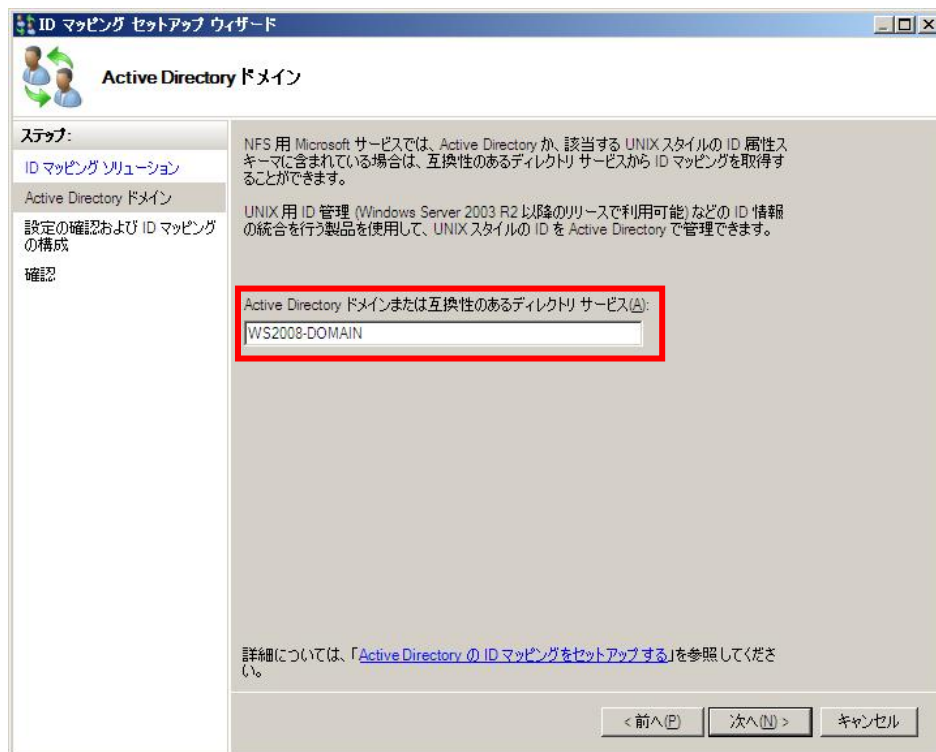 ID マッピング セットアップ ウィザード
Active Directory ドメイン
ステップ:
ID マッピング ソリューション
Active Directory ドメイン
設定の確認および ID マッピング
の構成
確認
NFS 用 Microsoft サービスでは、Active Directory か、該当する UNIX スタイルの ID 属性ス
キーマに含まれている場合は、互換性のあるディレクトリ サービスから ID マッピングを取得す
ることができます。
UNIX 用 ID 管理 (Windows Server 2003 R2 以降のリリースで利用可能) などの ID 情報
の統合を行う製品を使用して、UNIX スタイルの ID を Active Directory で管理できます。
Active Directory ドメインまたは互換性のあるディレクトリ サービス(A):
WS2008-DOMAIN
詳細については、「Active Directory の ID マッピングをセットアップする」を参照してくださ
い。
< 前へ(P)
次へ(N) >
キャンセル